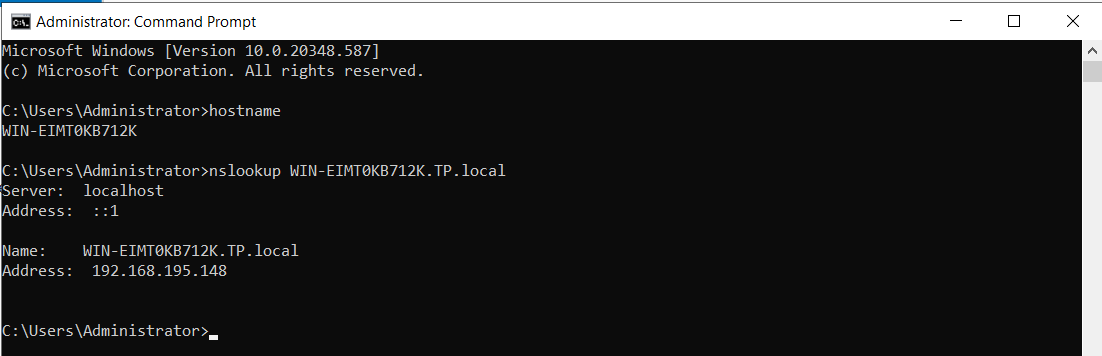 Administrator: Command Prompt
Microsoft Windows [Version 10.0.20348.587]
(c) Microsoft Corporation. All rights reserved.
C:\Users\Administrator>hostname
WIN-EIMT0KB712K
C:\Users\Administrator>nslookup WIN-EIMT0KB712K.TP.local
Server:  localhost
Address:  ::1
Name:    WIN-EIMT0KB712K.TP.local
Address:  192.168.195.148
C:\Users\Administrator>